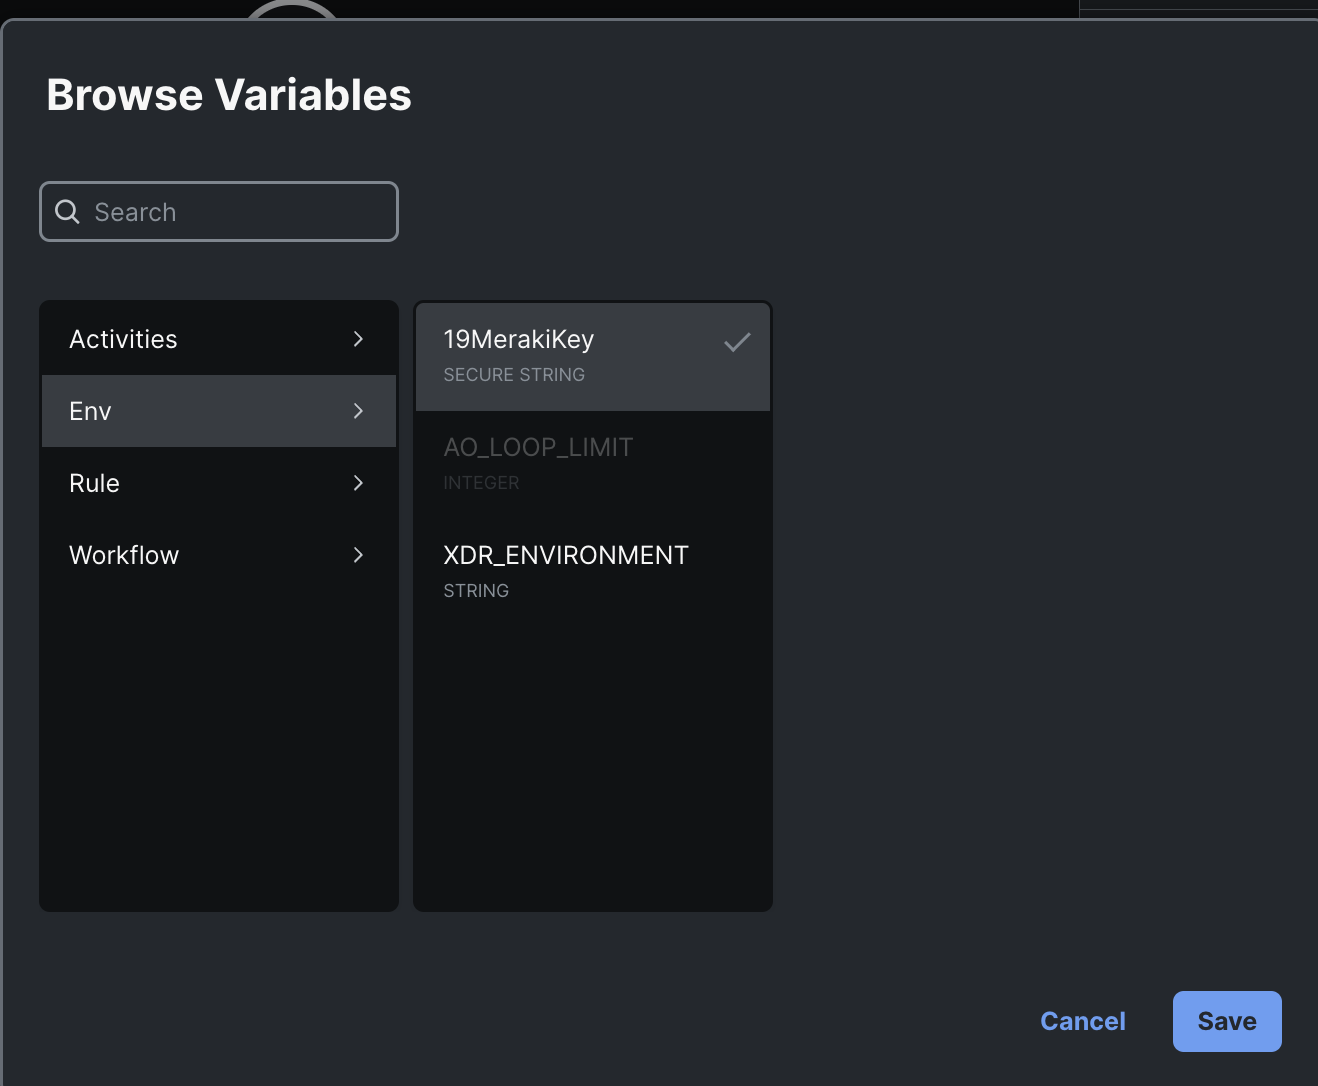 Browse Variables
Search
Activities
Env
Rule
Workflow
19MerakiKey
SECURE STRING
AO_LOOP_LIMIT
INTEGER
XDR_ENVIRONMENT
STRING
Cancel
Save